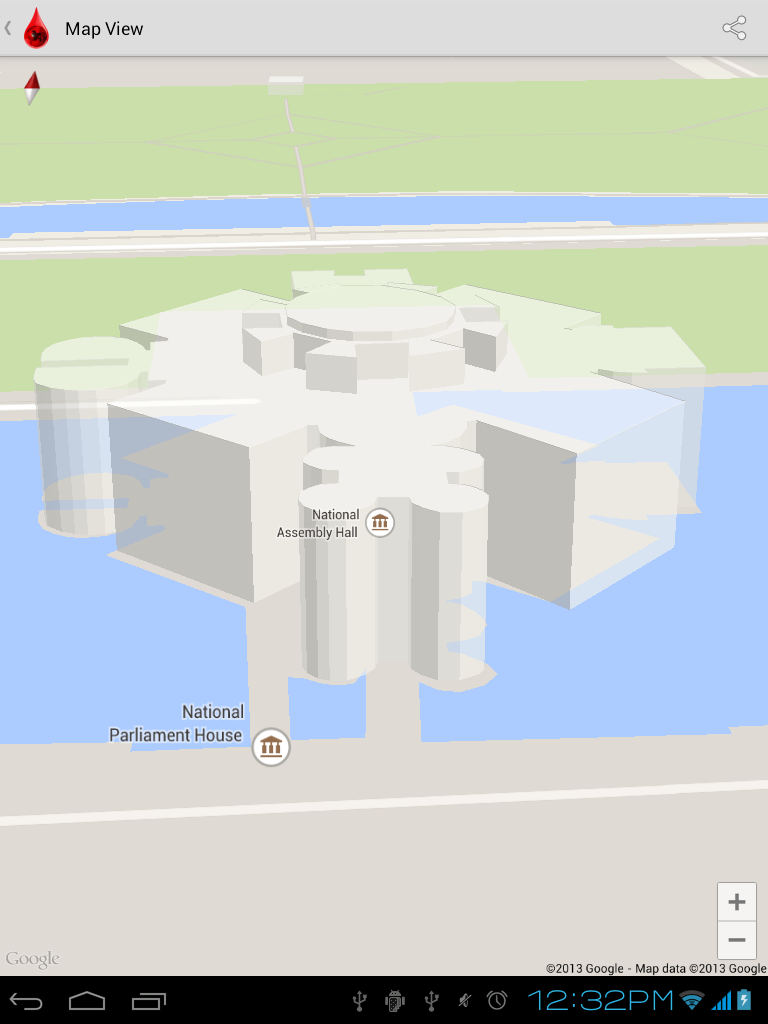 Map View
National
Assembly Hall
National
Parliament House
+
−
Google
©2013 Google - Map data ©2013 Google
12:32PM